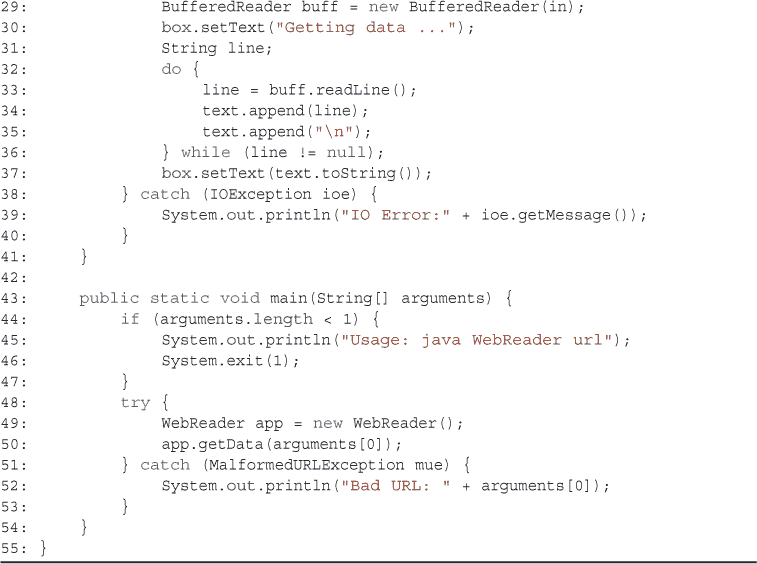 29:             BufferedReader buff = new BufferedReader(in);
30:             box.setText("Getting data ...");
31:             String line;
32:             do {
33:                 line = buff.readLine();
34:                 text.append(line);
35:                 text.append("\n");
36:             } while (line != null);
37:             box.setText(text.toString());
38:         } catch (IOException ioe) {
39:             System.out.println("IO Error:" + ioe.getMessage());
40:         }
41:     }
42:
43:     public static void main(String[] arguments) {
44:         if (arguments.length < 1) {
45:             System.out.println("Usage: java WebReader url");
46:             System.exit(1);
47:         }
48:         try {
49:             WebReader app = new WebReader();
50:             app.getData(arguments[0]);
51:         } catch (MalformedURLException mue) {
52:             System.out.println("Bad URL: " + arguments[0]);
53:         }
54:     }
55: }